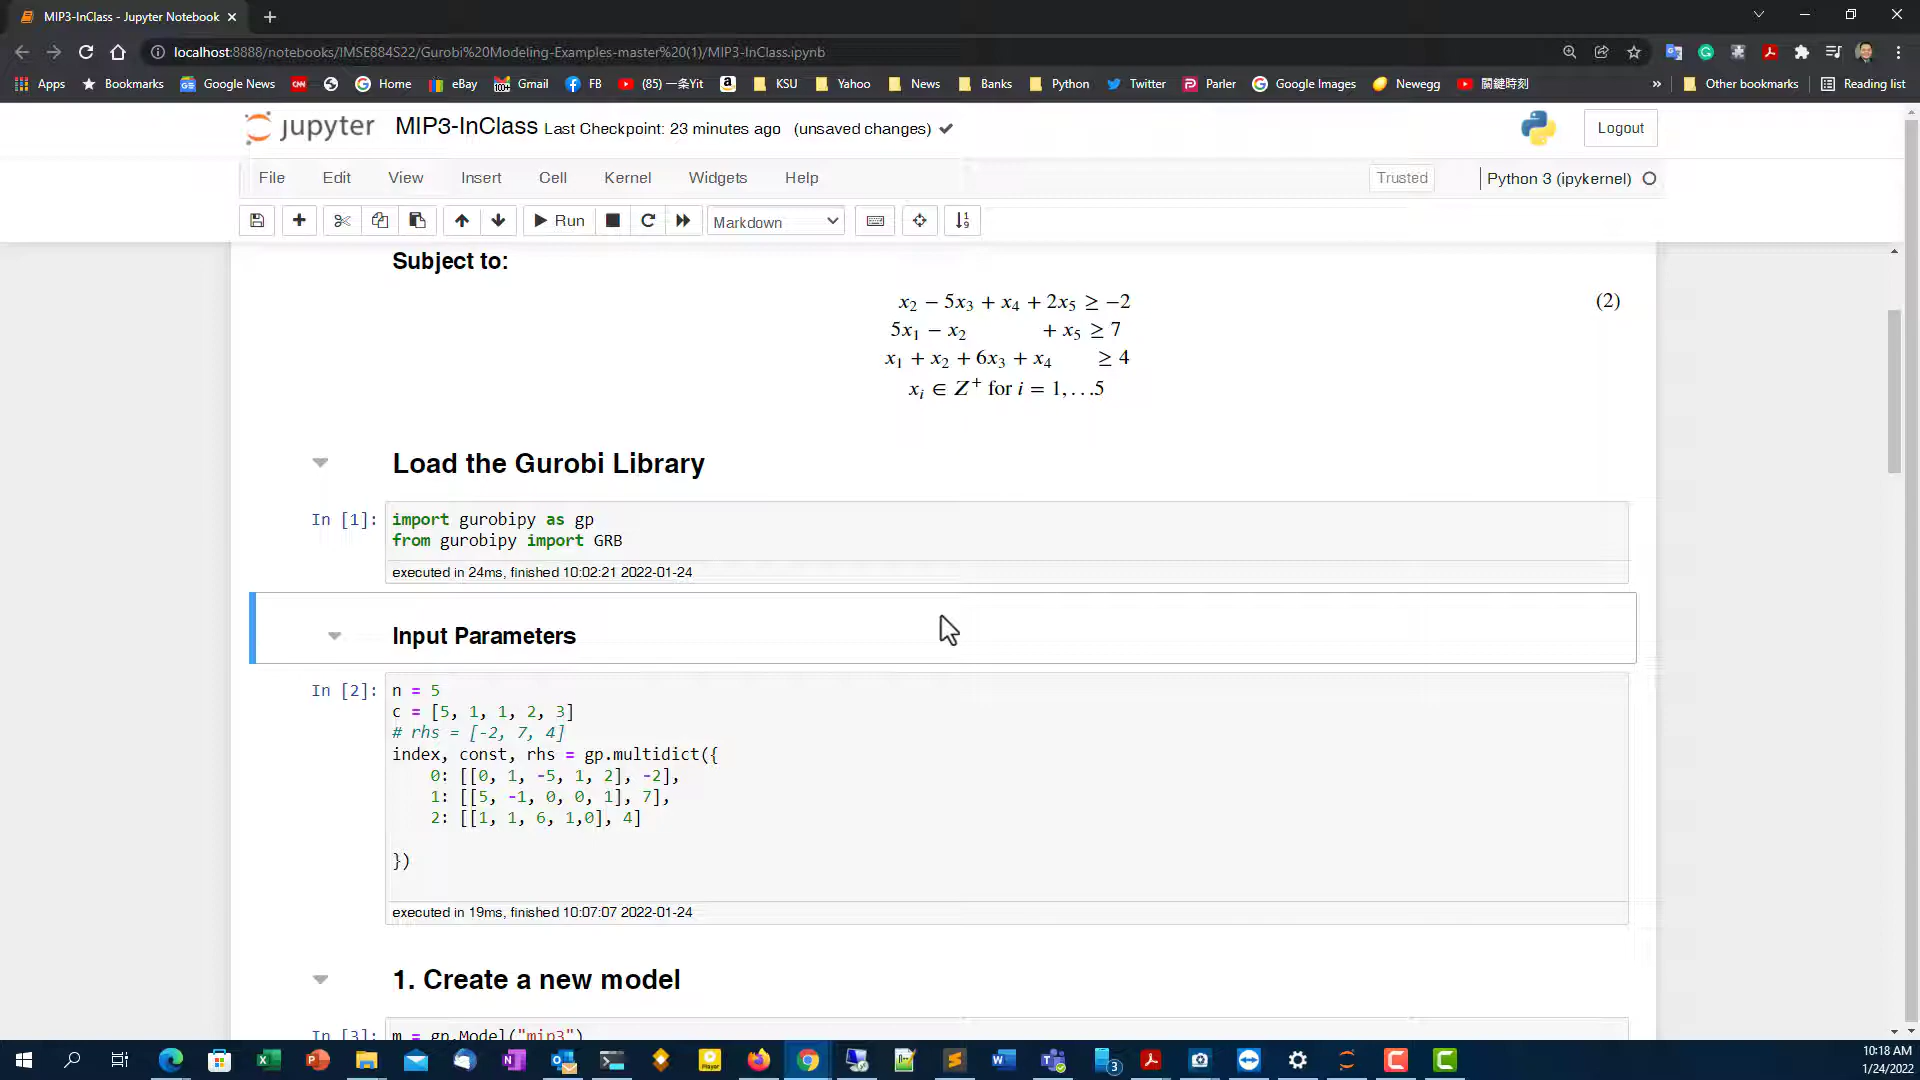 MIP3-InClass - Jupyter Notebook
localhost:8888/notebooks/IMSE884S22/Gurobi%20Modeling-Examples-master%20(1)/MIP3-InClass.ipynb
Apps Bookmarks Google News CNN Home eBay Gmail FB (85) 一条Yit KSU Yahoo News Banks Python Twitter Parler Google Images Newegg 關鍵時刻 » Other bookmarks Reading list
jupyter MIP3-InClass Last Checkpoint: 23 minutes ago (unsaved changes) Logout
File Edit View Insert Cell Kernel Widgets Help Trusted Python 3 (ipykernel)
Run Markdown
Subject to:
x₂ − 5x₃ + x₄ + 2x₅ ≥ −2 (2)
5x₁ − x₂ + x₅ ≥ 7
x₁ + x₂ + 6x₃ + x₄ ≥ 4
xᵢ ∈ Z⁺ for i = 1, …5
Load the Gurobi Library
In [1]: import gurobipy as gp
from gurobipy import GRB
executed in 24ms, finished 10:02:21 2022-01-24
Input Parameters
In [2]: n = 5
c = [5, 1, 1, 2, 3]
# rhs = [-2, 7, 4]
index, const, rhs = gp.multidict({
0: [[0, 1, -5, 1, 2], -2],
1: [[5, -1, 0, 0, 1], 7],
2: [[1, 1, 6, 1,0], 4]
})
executed in 19ms, finished 10:07:07 2022-01-24
1. Create a new model
In [3]: m = gp.Model("mip3")
10:18 AM
1/24/2022